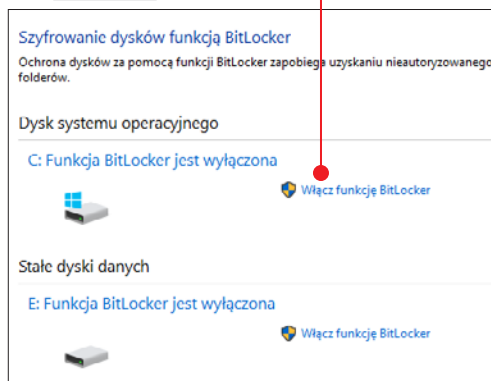 Szyfrowanie dysków funkcją BitLocker
Ochrona dysków za pomocą funkcji BitLocker zapobiega uzyskaniu nieautoryzowanego
folderów.
Dysk systemu operacyjnego
C: Funkcja BitLocker jest wyłączona
Włącz funkcję BitLocker
Stałe dyski danych
E: Funkcja BitLocker jest wyłączona
Włącz funkcję BitLocker